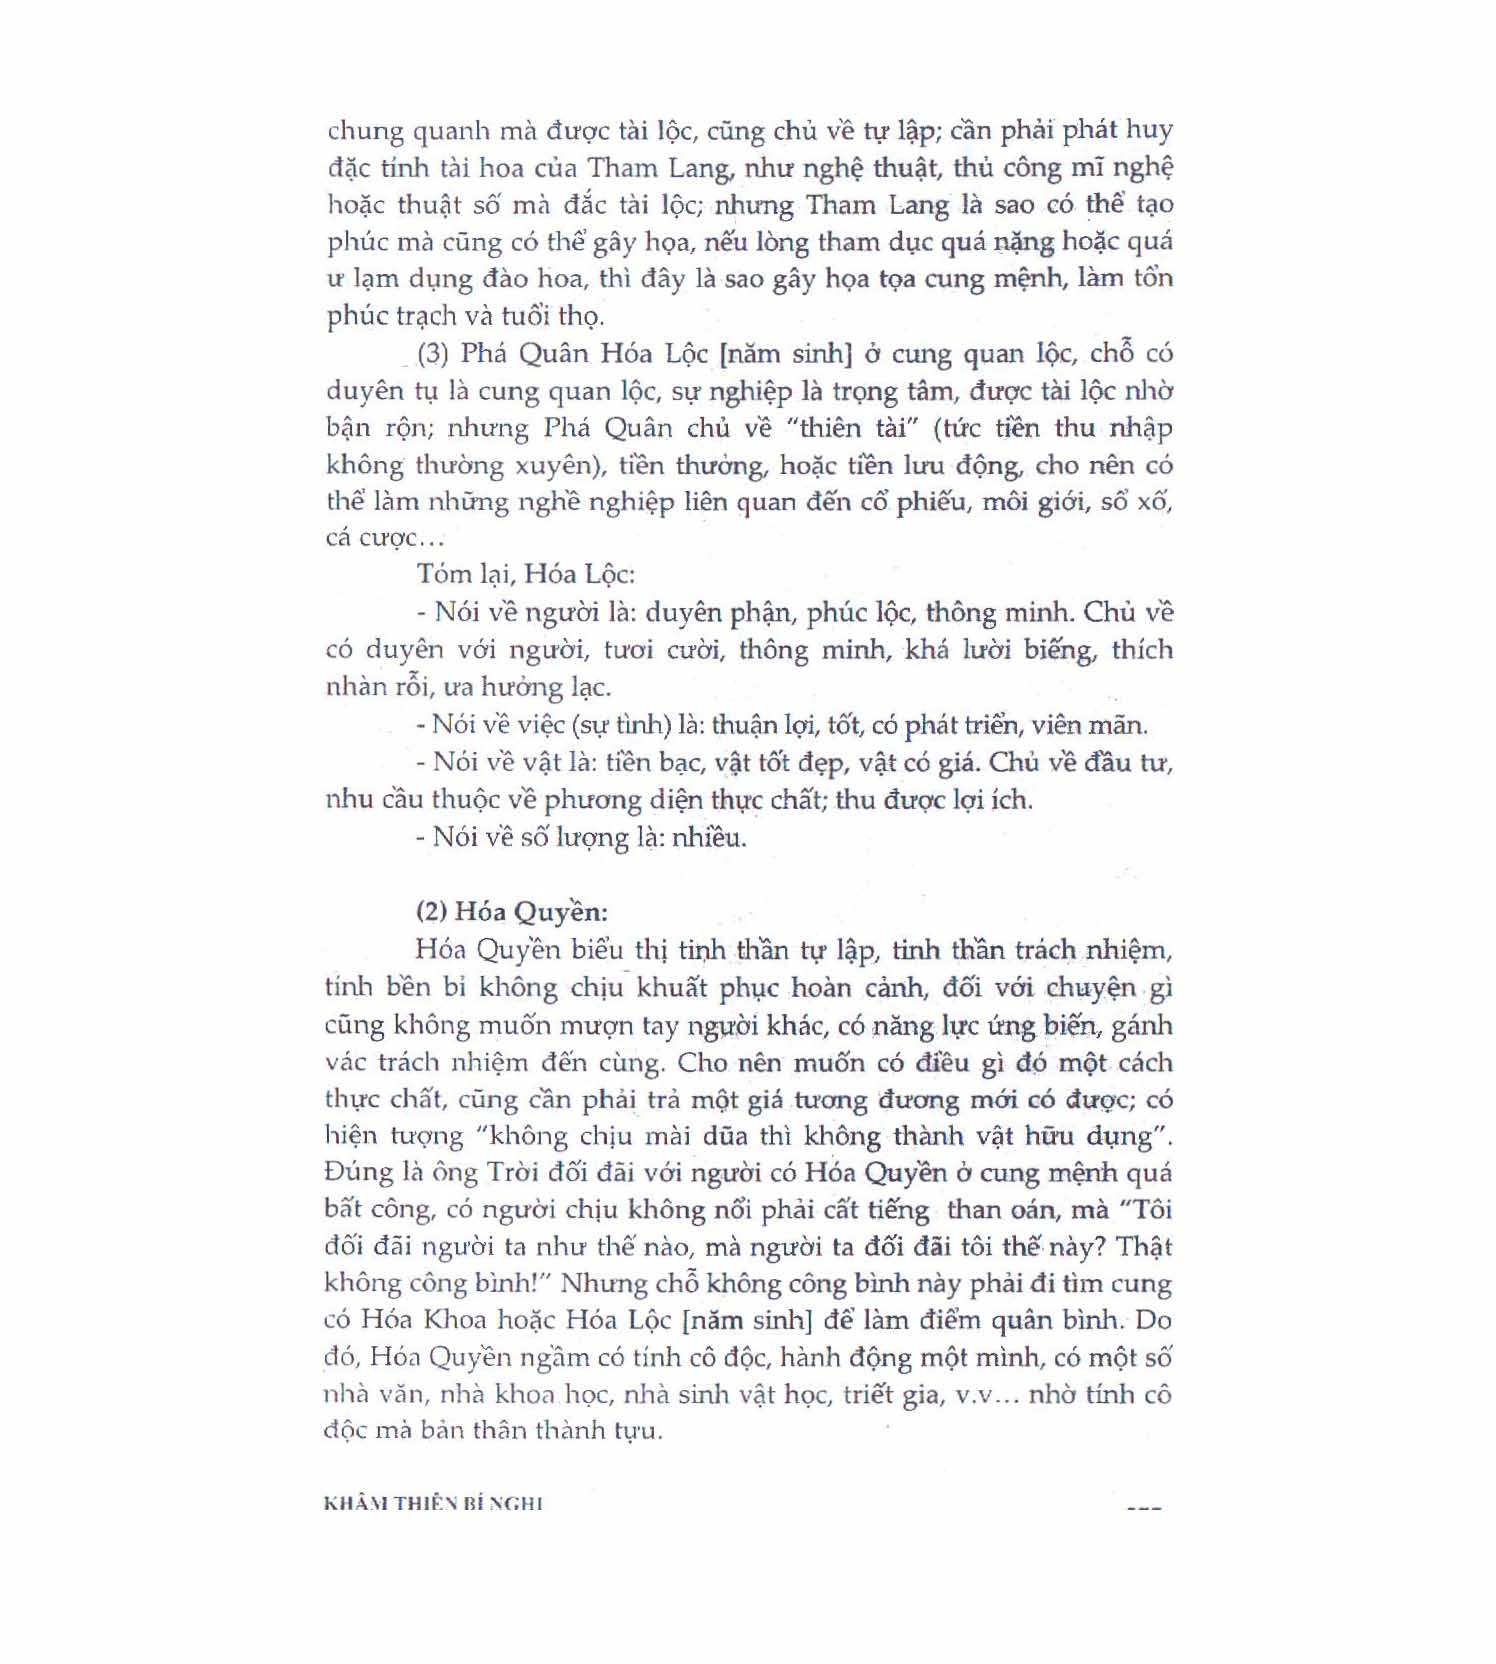 chung quanh mà được tài lộc, cũng chủ về tự lập; cần phải phát huy
đặc tính tài hoa của Tham Lang, như nghệ thuật, thủ công mĩ nghệ
hoặc thuật số mà đắc tài lộc; nhưng Tham Lang là sao có thể tạo
phúc mà cũng có thể gây họa, nếu lòng tham dục quá nặng hoặc quá
ư lạm dụng đào hoa, thì đây là sao gây họa tọa cung mệnh, làm tổn
phúc trạch và tuổi thọ.
(3) Phá Quân Hóa Lộc [năm sinh] ở cung quan lộc, chỗ có
duyên tụ là cung quan lộc, sự nghiệp là trọng tâm, được tài lộc nhờ
bận rộn; nhưng Phá Quân chủ về "thiên tài" (tức tiền thu nhập
không thường xuyên), tiền thưởng, hoặc tiền lưu động, cho nên có
thể làm những nghề nghiệp liên quan đến cổ phiếu, môi giới, sổ xố,
cá cược...
Tóm lại, Hóa Lộc:
- Nói về người là: duyên phận, phúc lộc, thông minh. Chủ về
có duyên với người, tươi cười, thông minh, khá lười biếng, thích
nhàn rỗi, ưa hưởng lạc.
- Nói về việc (sự tình) là: thuận lợi, tốt, có phát triển, viên mãn.
- Nói về vật là: tiền bạc, vật tốt đẹp, vật có giá. Chủ về đầu tư,
nhu cầu thuộc về phương diện thực chất; thu được lợi ích.
- Nói về số lượng là: nhiều.
(2) Hóa Quyền:
Hóa Quyền biểu thị tinh thần tự lập, tinh thần trách nhiệm,
tính bền bỉ không chịu khuất phục hoàn cảnh, đối với chuyện gì
cũng không muốn mượn tay người khác, có năng lực ứng biến, gánh
vác trách nhiệm đến cùng. Cho nên muốn có điều gì đó một cách
thực chất, cũng cần phải trả một giá tương đương mới có được; có
hiện tượng "không chịu mài dũa thì không thành vật hữu dụng".
Đúng là ông Trời đối đãi với người có Hóa Quyền ở cung mệnh quá
bất công, có người chịu không nổi phải cất tiếng than oán, mà "Tôi
đối đãi người ta như thế nào, mà người ta đối đãi tôi thế này? Thật
không công bình!" Nhưng chỗ không công bình này phải đi tìm cung
có Hóa Khoa hoặc Hóa Lộc [năm sinh] để làm điểm quân bình. Do
đó, Hóa Quyền ngầm có tính cô độc, hành động một mình, có một số
nhà văn, nhà khoa học, nhà sinh vật học, triết gia, v.v... nhờ tính cô
độc mà bản thân thành tựu.
KHÂM THIÊN BÍ NGHI